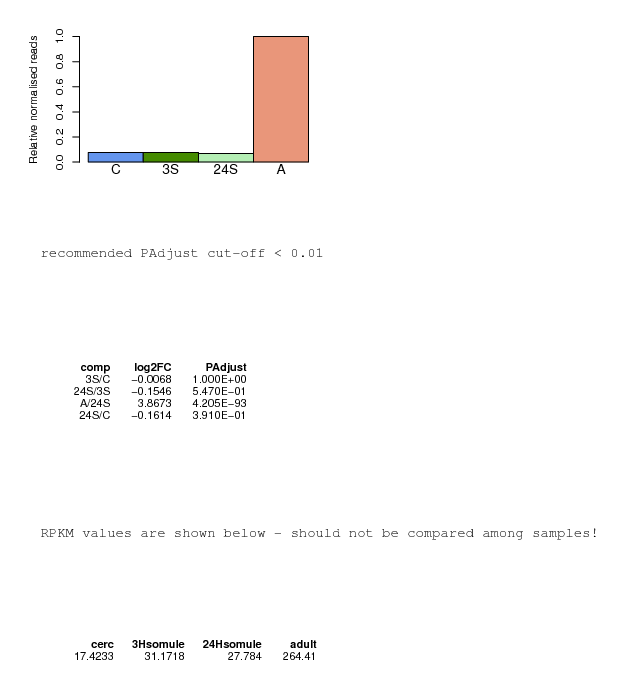 Relative normalised reads
1.0
0.8
0.6
0.4
0.2
0.0
C 3S 24S A
recommended PAdjust cut-off < 0.01
comp log2FC PAdjust
3S/C −0.0068 1.000E+00
24S/3S −0.1546 5.470E−01
A/24S 3.8673 4.205E−93
24S/C −0.1614 3.910E−01
RPKM values are shown below - should not be compared among samples!
cerc 3Hsomule 24Hsomule adult
17.4233 31.1718 27.784 264.41